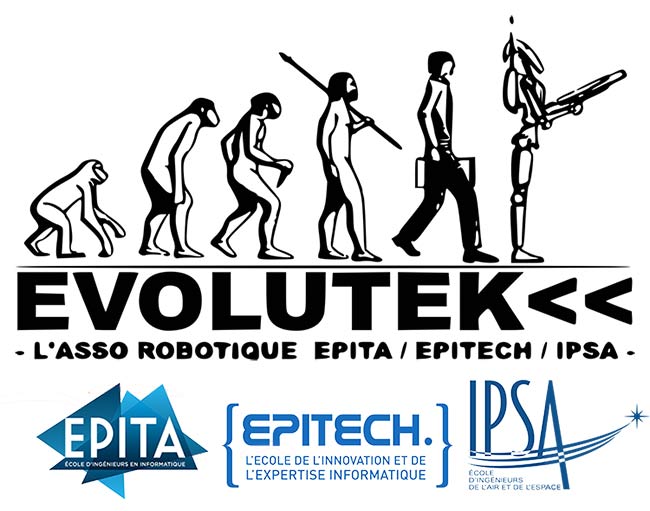 EVOLUTEK<<
- L'ASSO ROBOTIQUE EPITA / EPITECH / IPSA -
EPITA
ÉCOLE D'INGÉNIEURS EN INFORMATIQUE
{EPITECH.}
L'ECOLE DE L'INNOVATION ET DE
L'EXPERTISE INFORMATIQUE
IPSA
ÉCOLE
D'INGÉNIEURS
DE L'AIR ET DE L'ESPACE